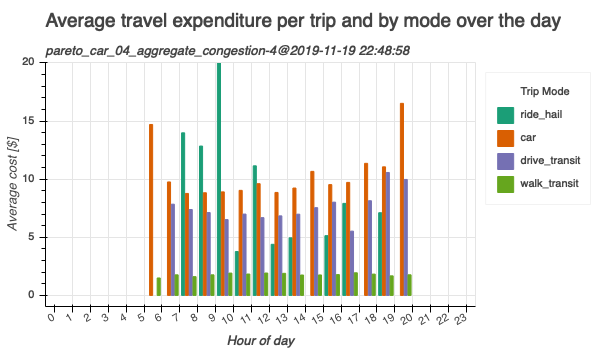 Average travel expenditure per trip and by mode over the day
pareto_car_04_aggregate_congestion-4@2019-11-19 22:48:58
20
15
10
5
0
Average cost [$]
0 1 2 3 4 5 6 7 8 9 10 11 12 13 14 15 16 17 18 19 20 21 22 23
Hour of day
Trip Mode
ride_hail
car
drive_transit
walk_transit